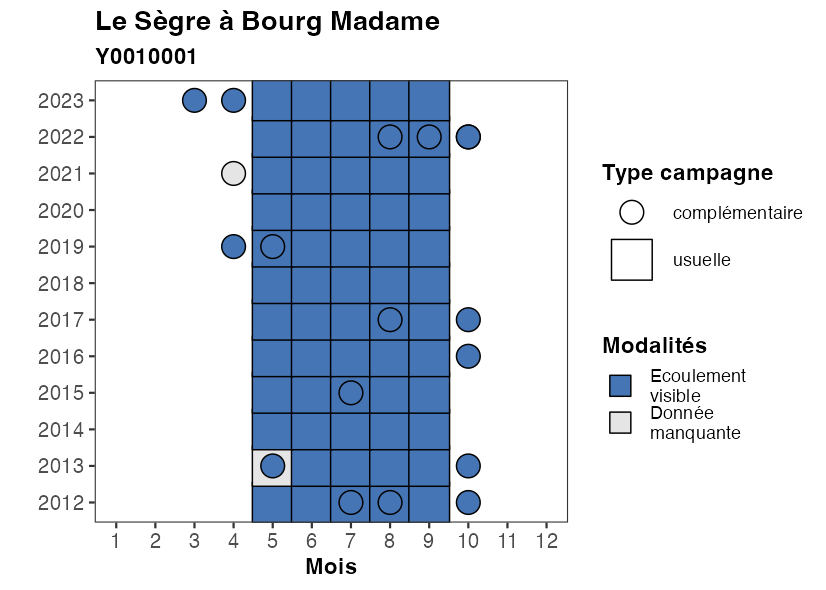 Le Sègre à Bourg Madame
Y0010001
2023
2022
2021
2020
2019
2018
2017
2016
2015
2014
2013
2012
1 2 3 4 5 6 7 8 9 10 11 12
Mois
Type campagne
complémentaire
usuelle
Modalités
Ecoulement
visible
Donnée
manquante